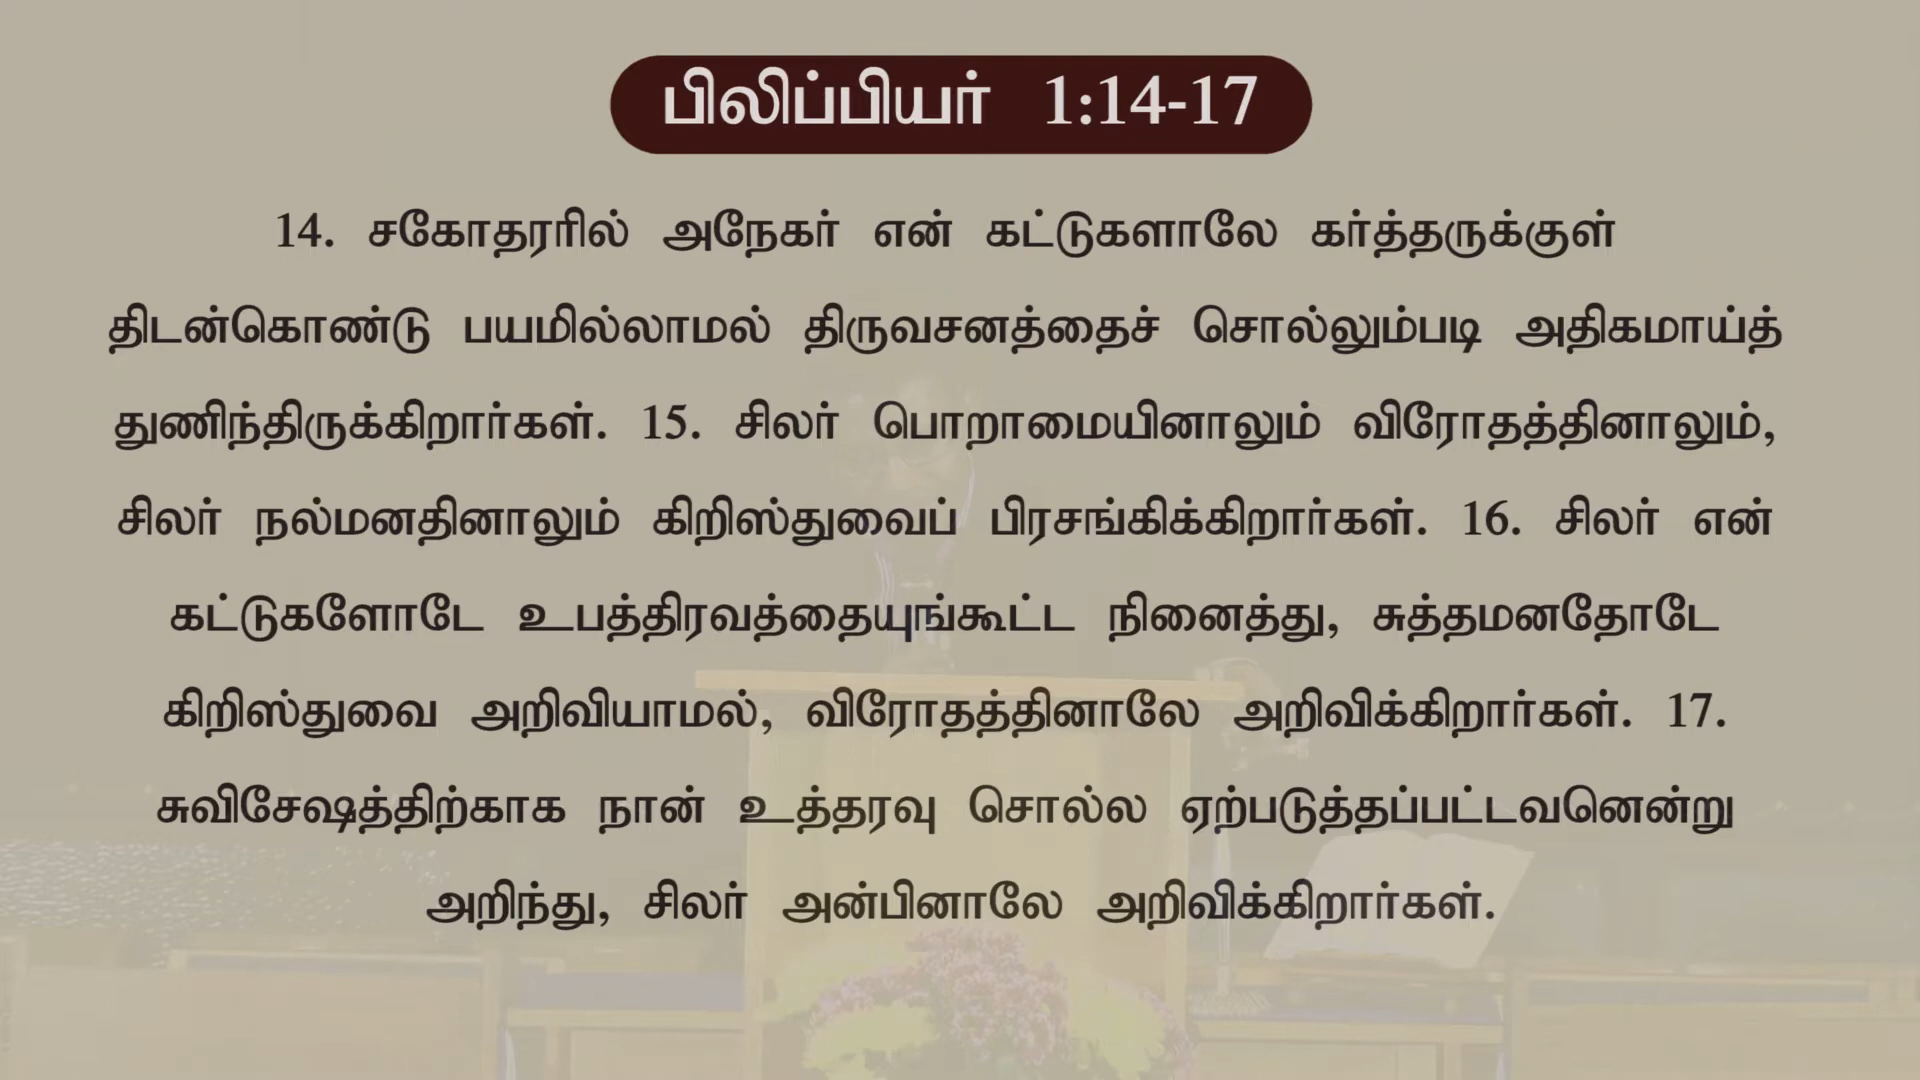 பிலிப்பியர் 1:14-17
14. சகோதரரில் அநேகர் என் கட்டுகளாலே கர்த்தருக்குள்
திடன்கொண்டு பயமில்லாமல் திருவசனத்தைச் சொல்லும்படி அதிகமாய்த்
துணிந்திருக்கிறார்கள். 15. சிலர் பொறாமையினாலும் விரோதத்தினாலும்,
சிலர் நல்மனதினாலும் கிறிஸ்துவைப் பிரசங்கிக்கிறார்கள். 16. சிலர் என்
கட்டுகளோடே உபத்திரவத்தையுங்கூட்ட நினைத்து, சுத்தமனதோடே
கிறிஸ்துவை அறிவியாமல், விரோதத்தினாலே அறிவிக்கிறார்கள். 17.
சுவிசேஷத்திற்காக நான் உத்தரவு சொல்ல ஏற்படுத்தப்பட்டவனென்று
அறிந்து, சிலர் அன்பினாலே அறிவிக்கிறார்கள்.